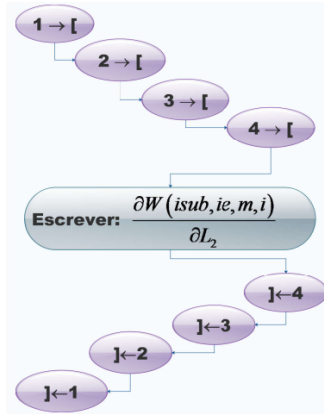 1 → [
2 → [
3 → [
4 → [
Escrever: ∂W(isub,ie,m,i) / ∂L₂
]←4
]←3
]←2
]←1